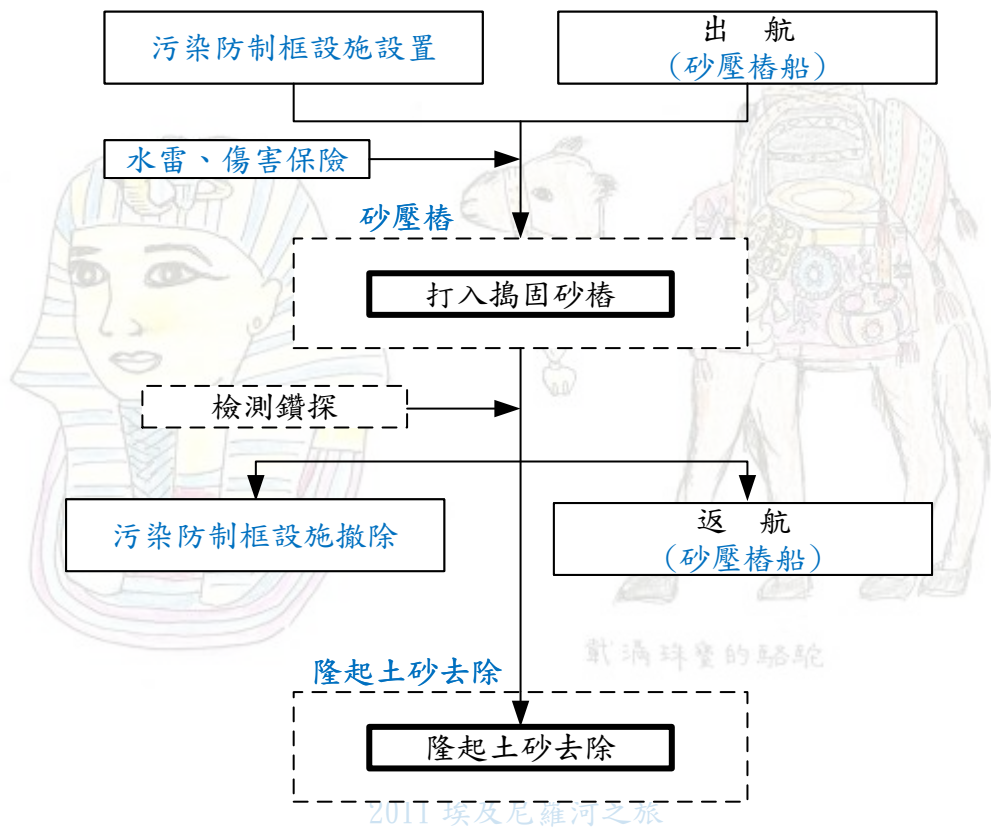 污染防制框設施設置
出 航
(砂壓樁船)
水雷、傷害保險
砂壓樁
打入搗固砂樁
檢測鑽探
污染防制框設施撤除
返 航
(砂壓樁船)
戴滿珠寶的駱駝
隆起土砂去除
隆起土砂去除
2011 埃及尼羅河之旅